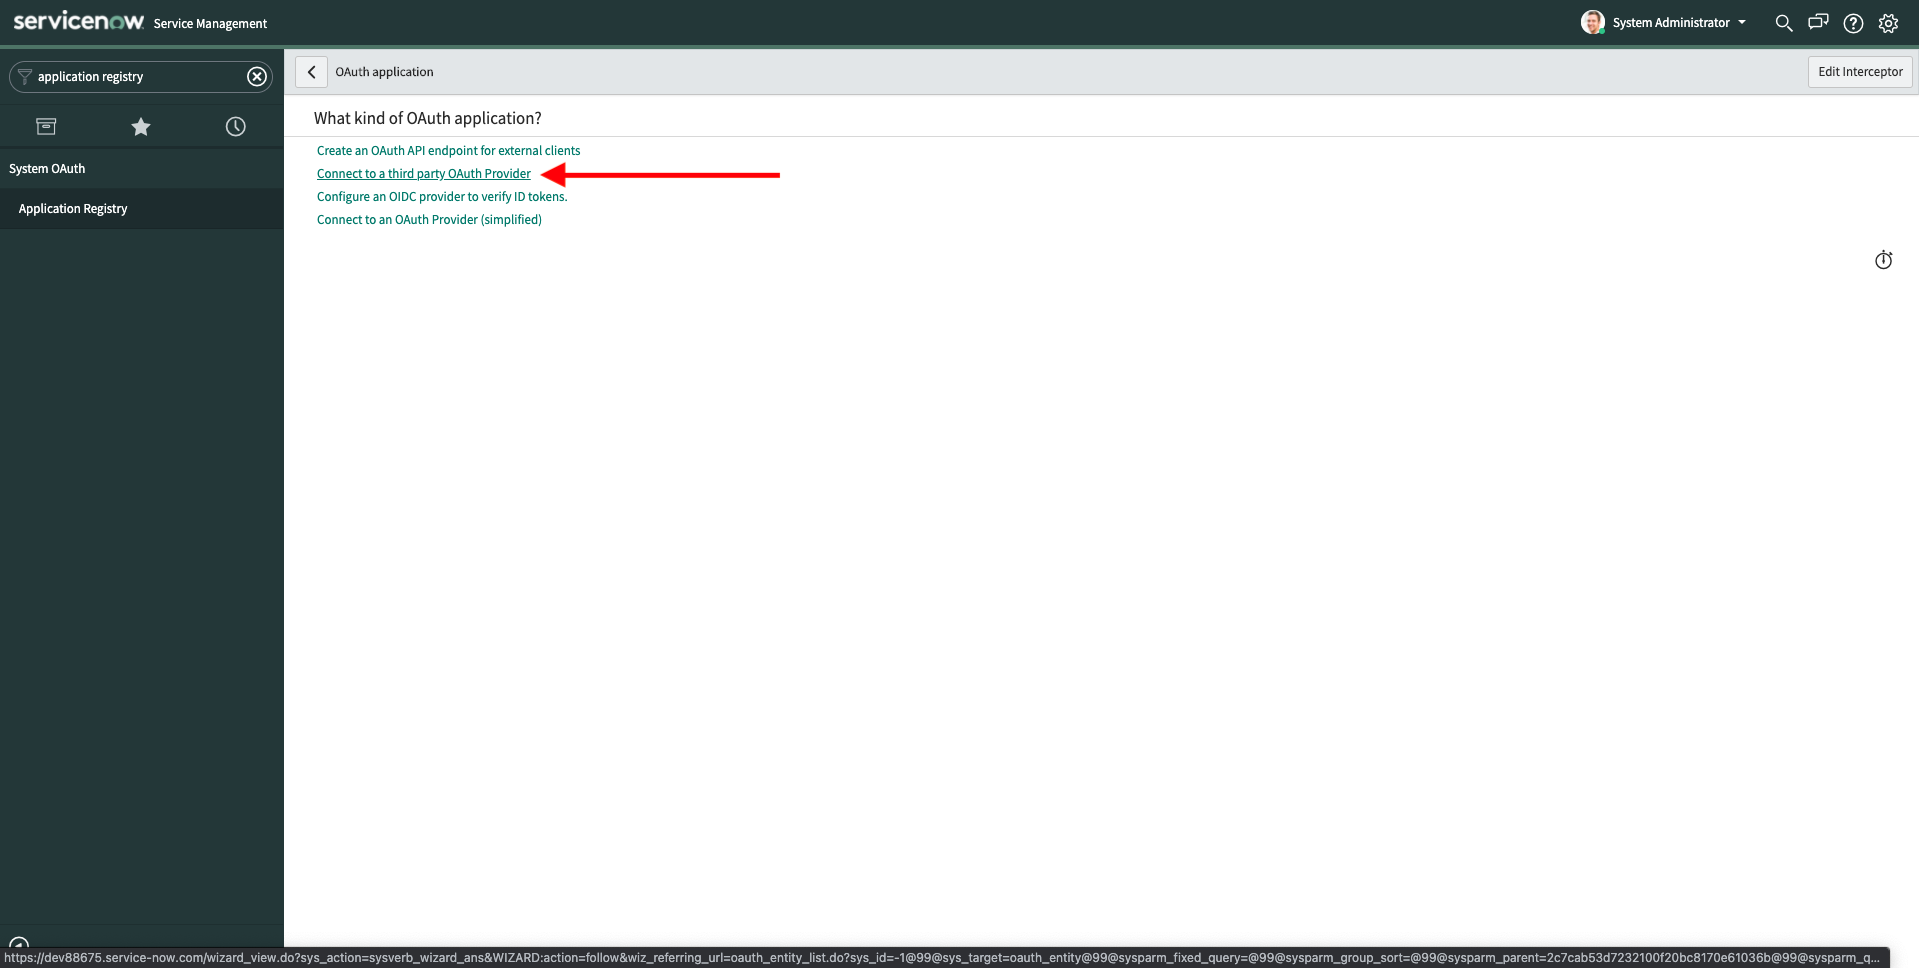 servicenow Service Management
System Administrator
application registry
OAuth application
Edit Interceptor
What kind of OAuth application?
Create an OAuth API endpoint for external clients
System OAuth
Connect to a third party OAuth Provider
Configure an OIDC provider to verify ID tokens.
Application Registry
Connect to an OAuth Provider (simplified)
https://dev88675.service-now.com/wizard_view.do?sys_action=sysverb_wizard_ans&WIZARD:action=follow&wiz_referring_url=oauth_entity_list.do?sys_id=-1@99@sys_target=oauth_entity@99@sysparm_fixed_query=@99@sysparm_group_sort=@99@sysparm_parent=2c7cab53d7232100f20bc8170e61036b@99@sysparm_q...